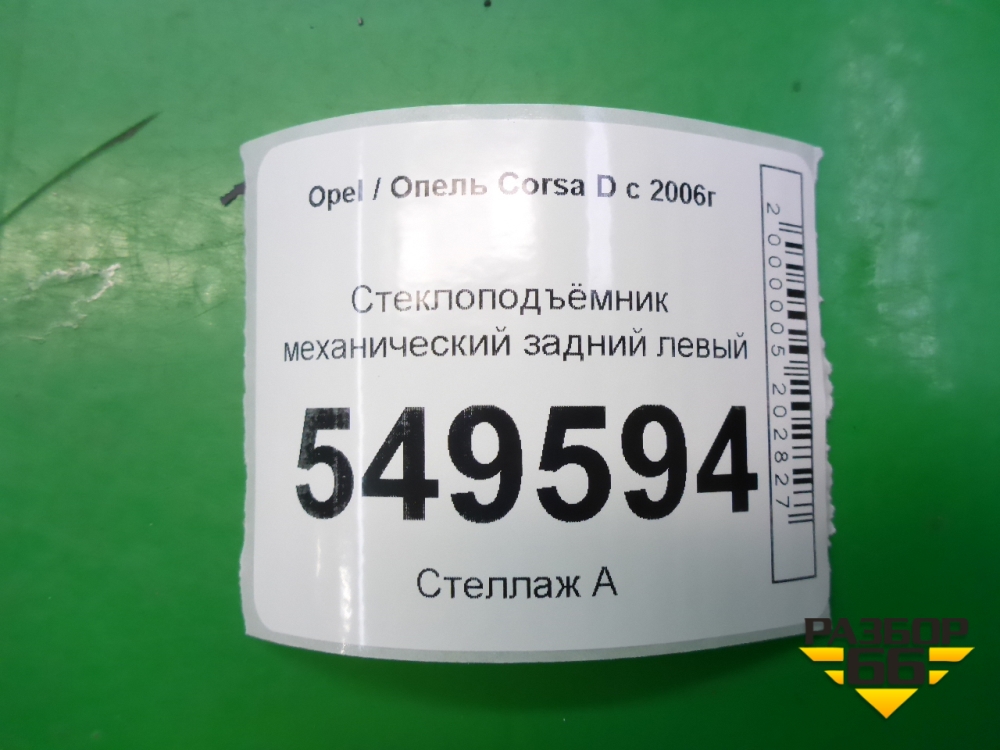 Opel / Опель Corsa D с 2006г
Стеклоподъёмник
механический задний левый
549594
Стеллаж А
2000005202827
РАЗБОР
66